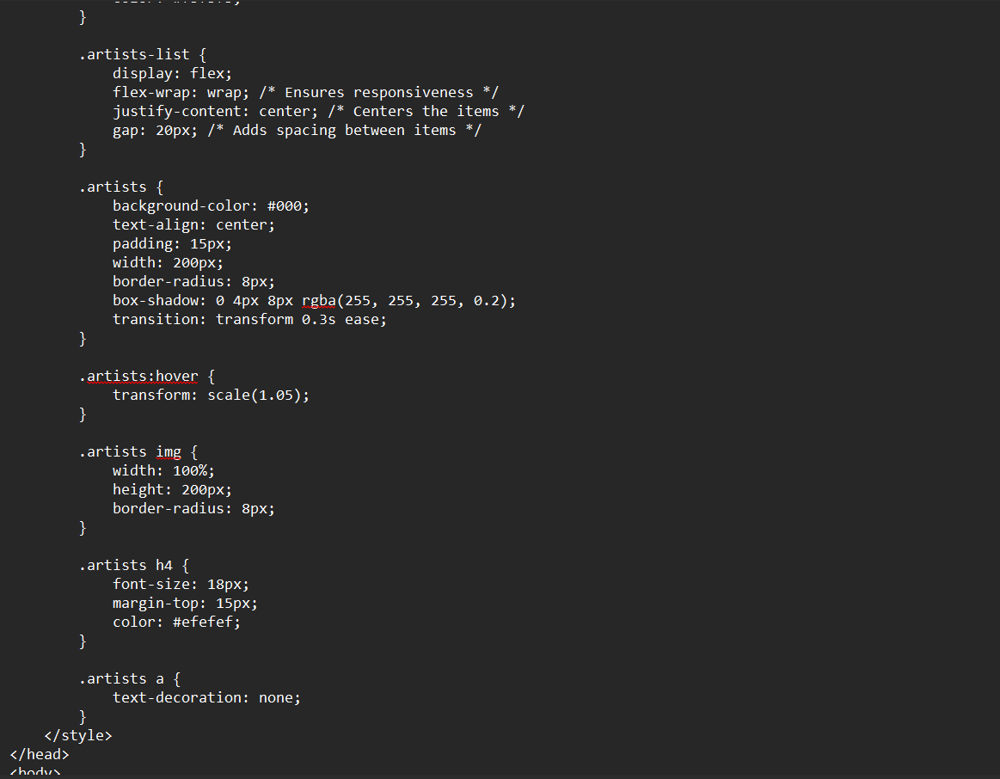 }
.artists-list {
display: flex;
flex-wrap: wrap; /* Ensures responsiveness */
justify-content: center; /* Centers the items */
gap: 20px; /* Adds spacing between items */
}
.artists {
background-color: #000;
text-align: center;
padding: 15px;
width: 200px;
border-radius: 8px;
box-shadow: 0 4px 8px rgba(255, 255, 255, 0.2);
transition: transform 0.3s ease;
}
.artists:hover {
transform: scale(1.05);
}
.artists img {
width: 100%;
height: 200px;
border-radius: 8px;
}
.artists h4 {
font-size: 18px;
margin-top: 15px;
color: #efefef;
}
.artists a {
text-decoration: none;
}
</style>
</head>
<body>